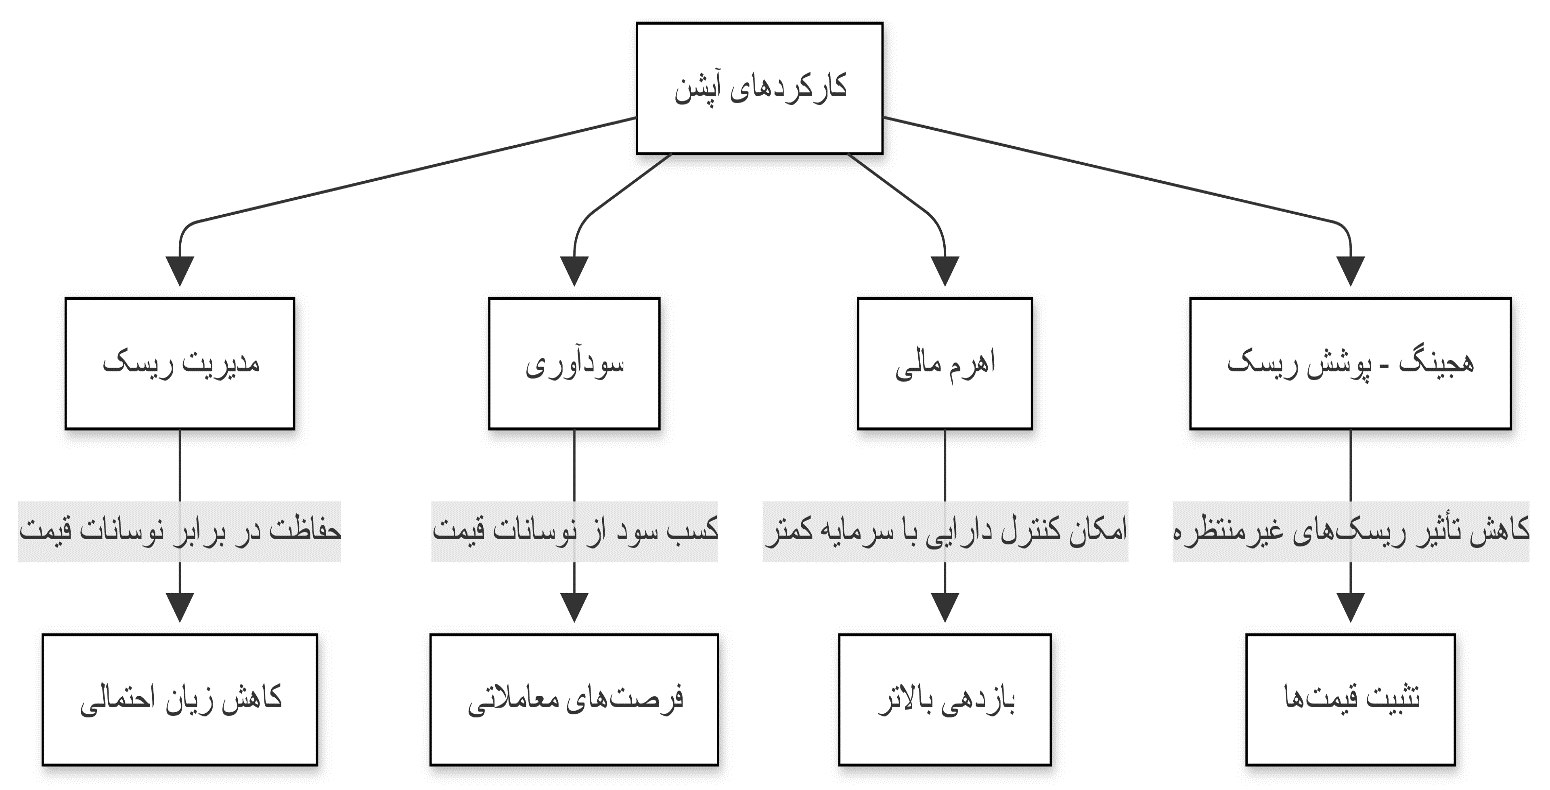 کارکردهای آپشن
هجینگ - پوشش ریسک
اهرم مالی
سودآوری
مدیریت ریسک
کاهش تأثیر ریسک‌های غیرمنتظره
امکان کنترل دارایی با سرمایه کمتر
کسب سود از نوسانات قیمت
حفاظت در برابر نوسانات قیمت
تثبیت قیمت‌ها
بازدهی بالاتر
فرصت‌های معاملاتی
کاهش زیان احتمالی